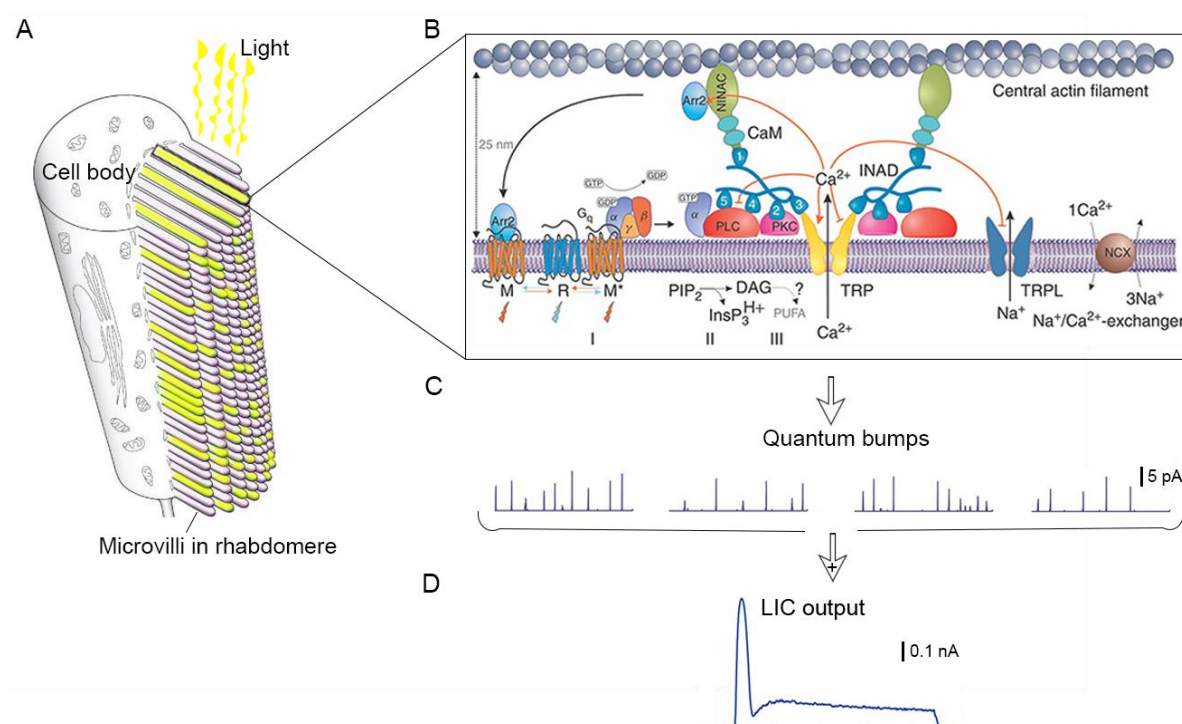 A
Light
Cell body
Microvilli in rhabdomere
B
Central actin filament
25 nm
Arr2
NINAC
CaM
1
INAD
Ca2+
GTP
GDP
GDP
α
β
γ
Gq
GTP
α
5
4
2
3
PLC
PKC
Arr2
1Ca2+
NCX
M
R
M*
PIP2
DAG
?
InsP3
H+
PUFA
TRP
Ca2+
TRPL
Na+
3Na+
Na+/Ca2+-exchanger
I
II
III
C
Quantum bumps
5 pA
+
D
LIC output
0.1 nA